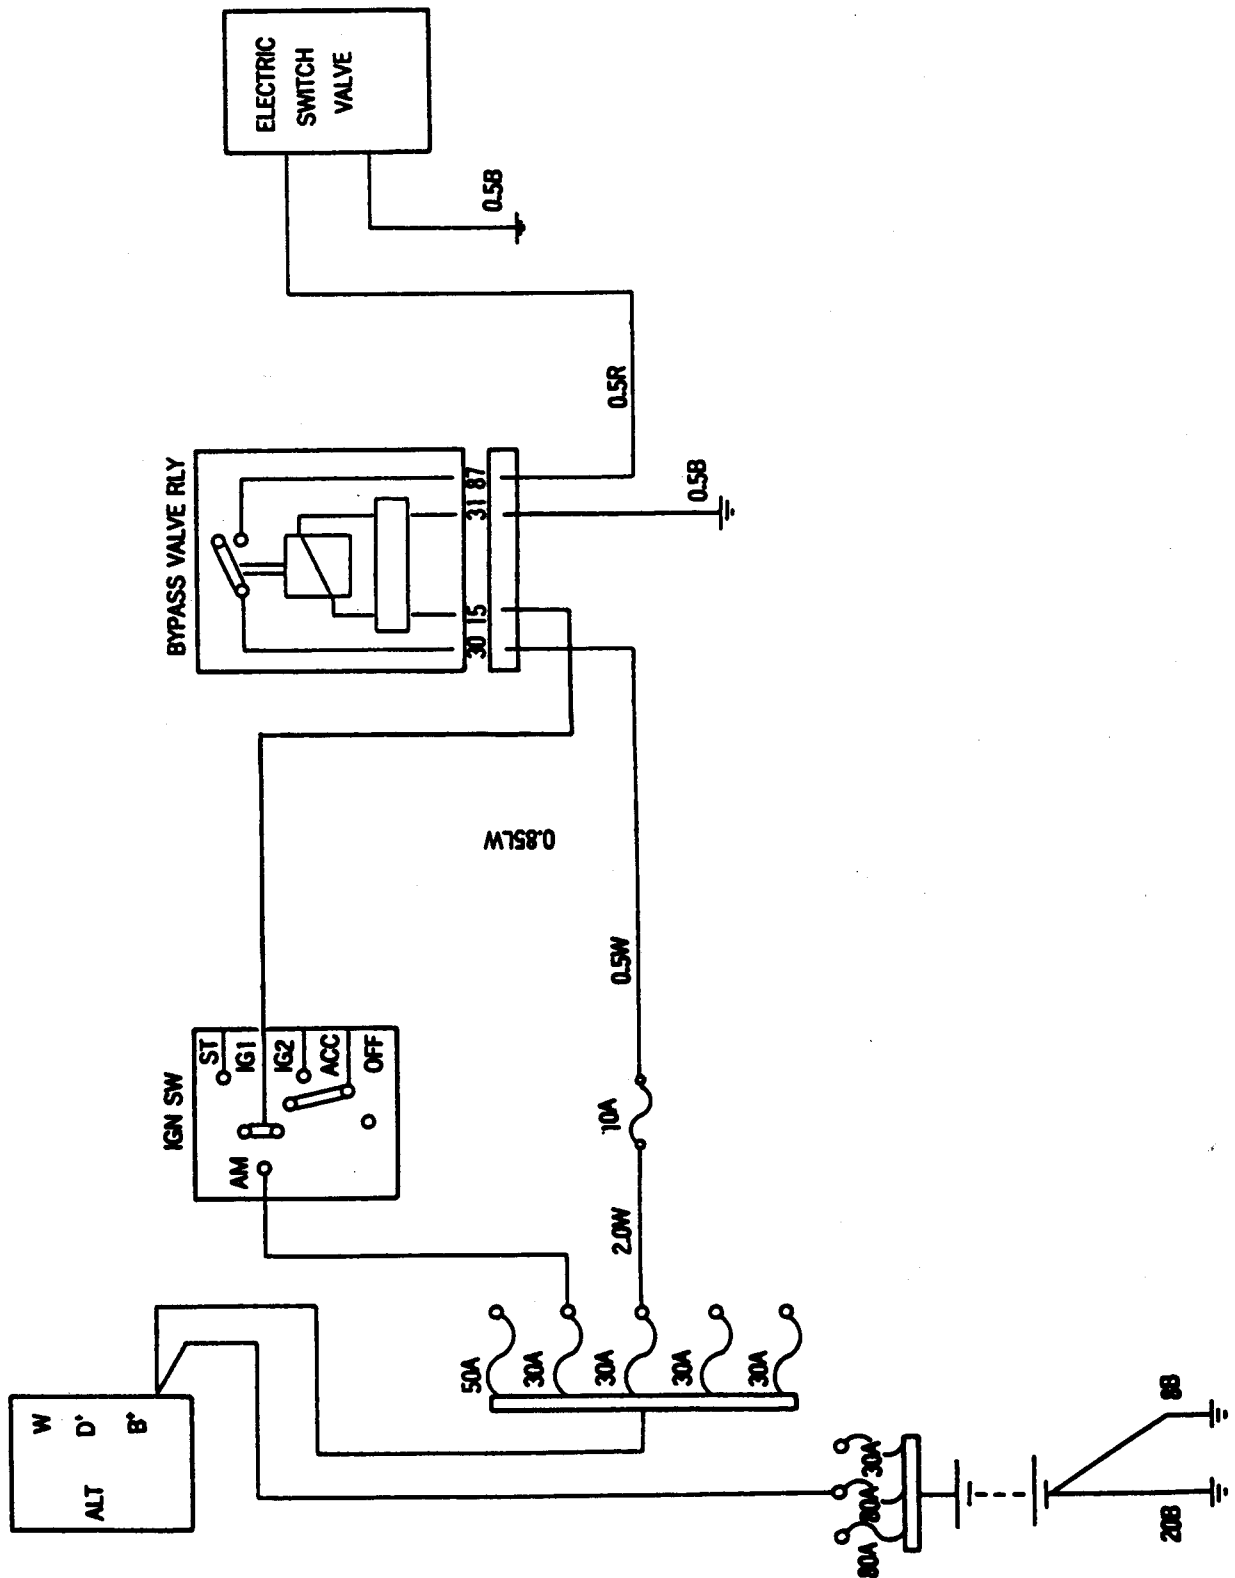 ELECTRIC
SWITCH
VALVE
0.5B
0.5R
BYPASS VALVE RLY
30 15 31 87
0.5B
0.85LW
0.5W
IGN SW
AM
ST
IG1
IG2
ACC
OFF
10A
2.0W
50A
30A
30A
30A
30A
ALT
W
D+
B+
80A
80A
30A
20B
8B